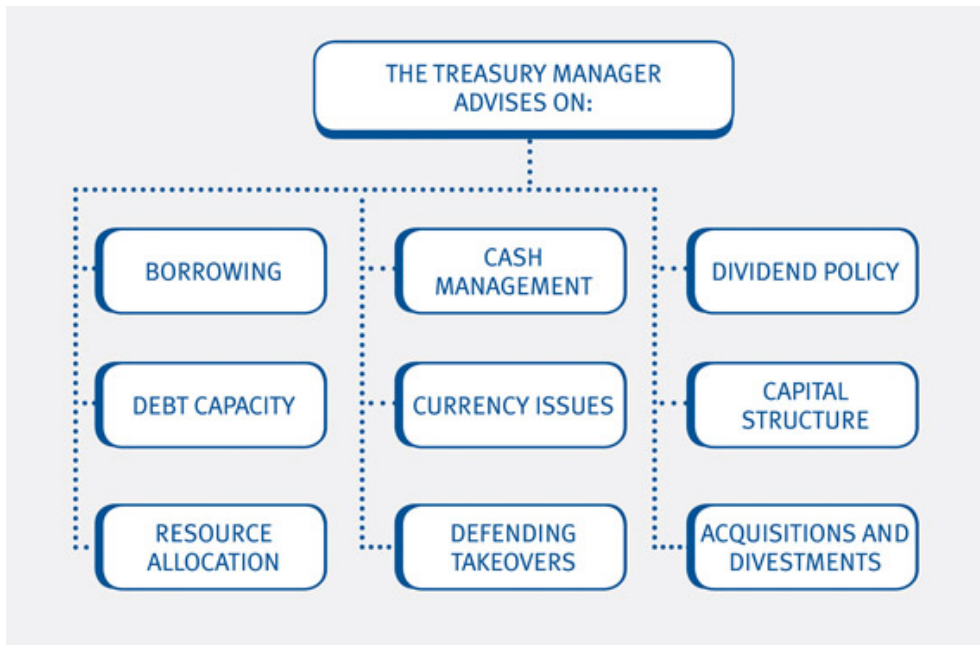 THE TREASURY MANAGER
ADVISES ON:
BORROWING
CASH
MANAGEMENT
DIVIDEND POLICY
DEBT CAPACITY
CURRENCY ISSUES
CAPITAL
STRUCTURE
RESOURCE
ALLOCATION
DEFENDING
TAKEOVERS
ACQUISITIONS AND
DIVESTMENTS